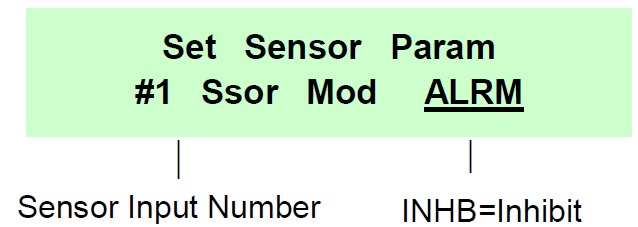 Set Sensor Param
#1 Ssor Mod ALRM
Sensor Input Number
INHB=Inhibit